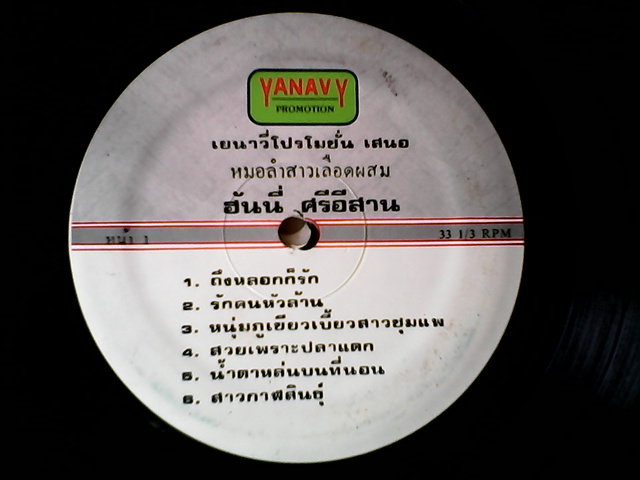 YANAVY
PROMOTION
เยนาวี่โปรโมชั่น เสนอ
หมอลำสาวเลือดผสม
ฮันนี่ ศรีอีสาน
หน้า 1
33 1/3 RPM
1. ถึงหลอกก็รัก
2. รักคนหัวล้าน
3. หนุ่มภูเขียวเบี้ยวสาวชุมแพ
4. สวยเพราะปลาแดก
5. น้ำตาหล่นบนที่นอน
6. สาวกาฬสินธุ์